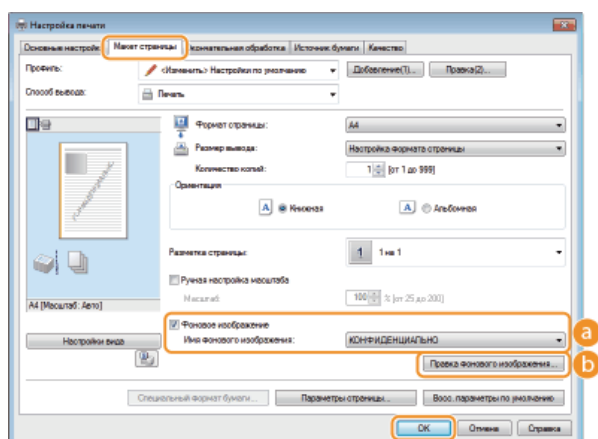 Настройка печати
Основные настройки Макет страницы Окончательная обработка Источник бумаги Качество
Профиль: <Изменить> Настройки по умолчанию Добавление(1)... Правка(2)...
Способ вывода: Печать
Формат страницы: A4
Размер вывода: Настройка формата страницы
Количество копий: 1 [от 1 до 999]
Ориентация
A Книжная A Альбомная
Разметка страницы: 1 1 на 1
Ручная настройка масштаба
Масштаб: 100 % [от 25 до 200]
A4 [Масштаб: Авто]
Фоновое изображение
Имя фонового изображения: КОНФИДЕНЦИАЛЬНО a
Настройки вида
Правка фонового изображения... b
Специальный формат бумаги... Параметры страницы... Восс. параметры по умолчанию
OK Отмена Справка